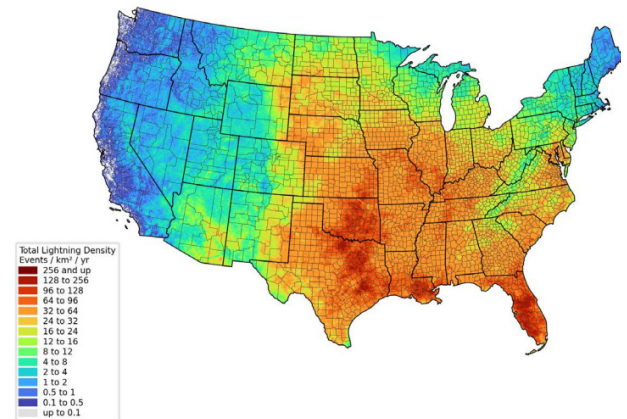 Total Lightning Density
Events / km² / yr
256 and up
128 to 256
96 to 128
64 to 96
32 to 64
24 to 32
16 to 24
12 to 16
8 to 12
4 to 8
2 to 4
1 to 2
0.5 to 1
0.1 to 0.5
up to 0.1